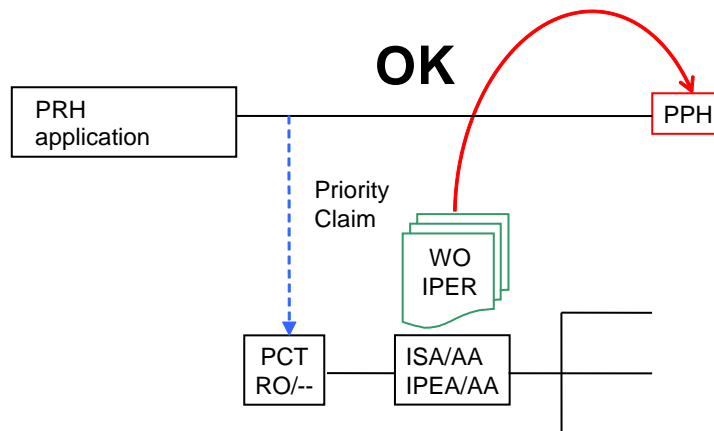 OK
PRH
application
PPH
Priority
Claim
WO
IPER
PCT
RO/--
ISA/AA
IPEA/AA